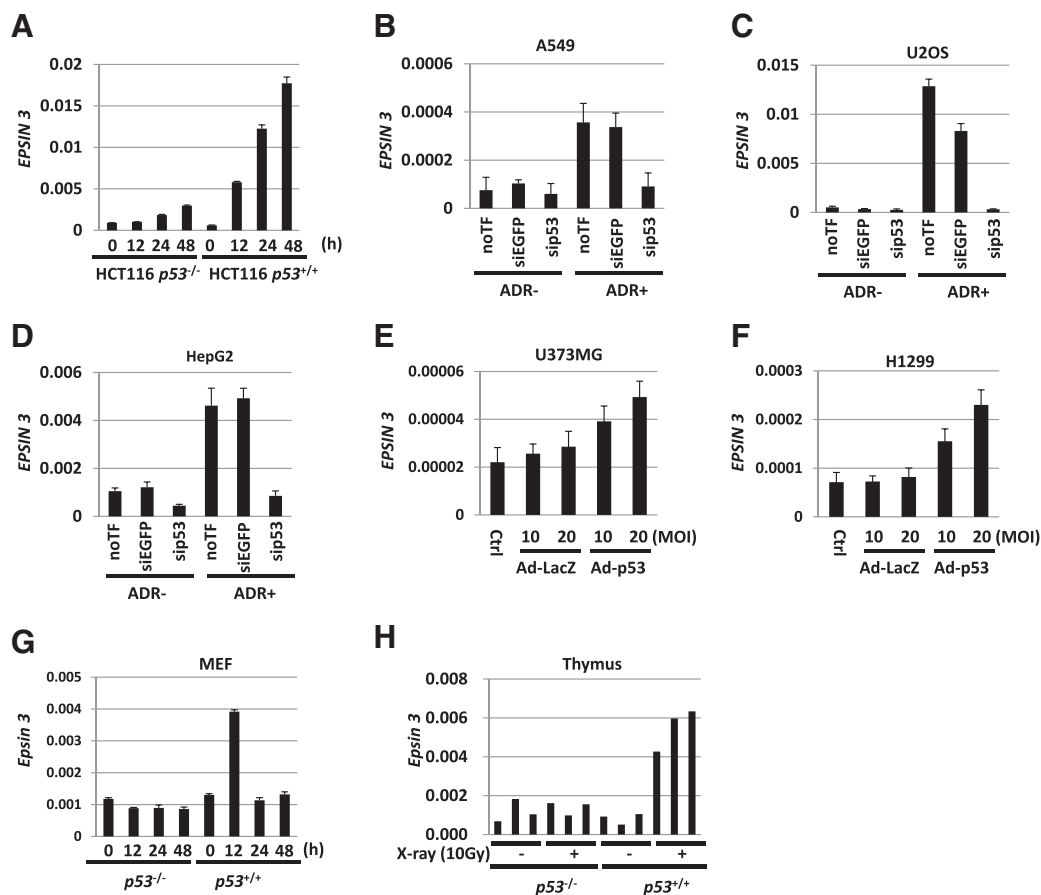 A
0.02
0.015
0.01
0.005
0
EPSIN 3
0 12 24 48 0 12 24 48 (h)
HCT116 p53-/- HCT116 p53+/+
B
A549
0.0006
0.0004
0.0002
0
EPSIN 3
noTF siEGFP sip53 noTF siEGFP sip53
ADR- ADR+
C
U2OS
0.015
0.01
0.005
0
EPSIN 3
noTF siEGFP sip53 noTF siEGFP sip53
ADR- ADR+
D
HepG2
0.006
0.004
0.002
0
EPSIN 3
noTF siEGFP sip53 noTF siEGFP sip53
ADR- ADR+
E
U373MG
0.00006
0.00004
0.00002
0
EPSIN 3
Ctrl 10 20 10 20 (MOI)
Ad-LacZ Ad-p53
F
H1299
0.0003
0.0002
0.0001
0
EPSIN 3
Ctrl 10 20 10 20 (MOI)
Ad-LacZ Ad-p53
G
MEF
0.005
0.004
0.003
0.002
0.001
0
Epsin 3
0 12 24 48 0 12 24 48 (h)
p53-/- p53+/+
H
Thymus
0.008
0.006
0.004
0.002
0.000
Epsin 3
X-ray (10Gy) - + - +
p53-/- p53+/+